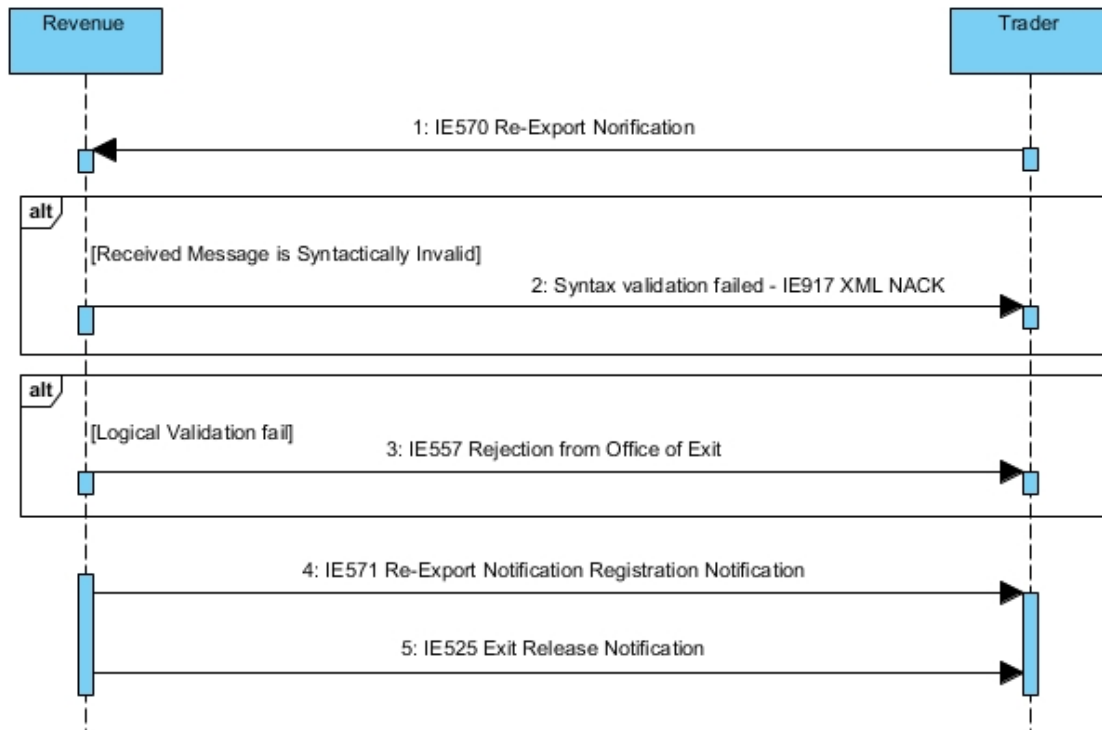 Revenue
Trader
1: IE570 Re-Export Norification
alt
[Received Message is Syntactically Invalid]
2: Syntax validation failed - IE917 XML NACK
alt
[Logical Validation fail]
3: IE557 Rejection from Office of Exit
4: IE571 Re-Export Notification Registration Notification
5: IE525 Exit Release Notification